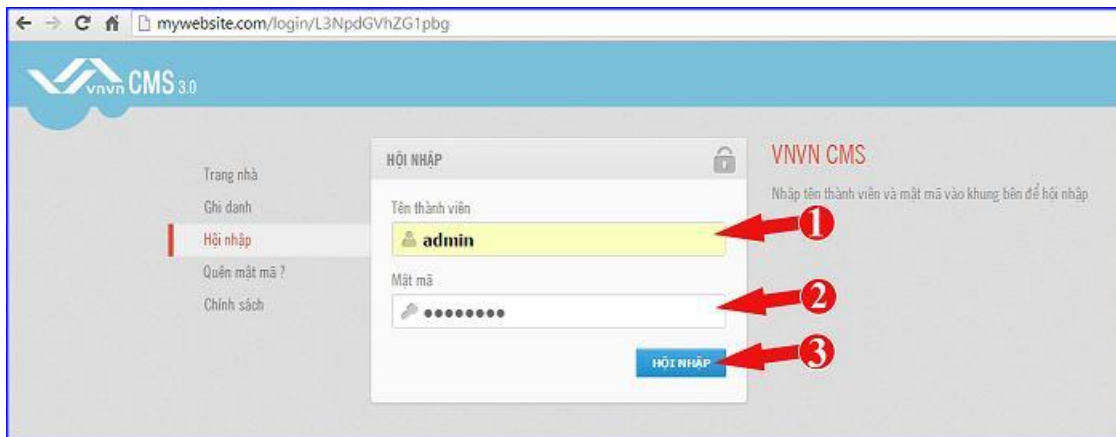 mywebsite.com/login/L3NpdGVhZG1pbg
vnvn CMS 3.0
Trang nhà
Ghi danh
Hội nhập
Quên mật mã ?
Chính sách
HỘI NHẬP
Tên thành viên
admin
Mật mã
••••••••
HỘI NHẬP
VNVN CMS
Nhập tên thành viên và mật mã vào khung bên để hội nhập
1
2
3